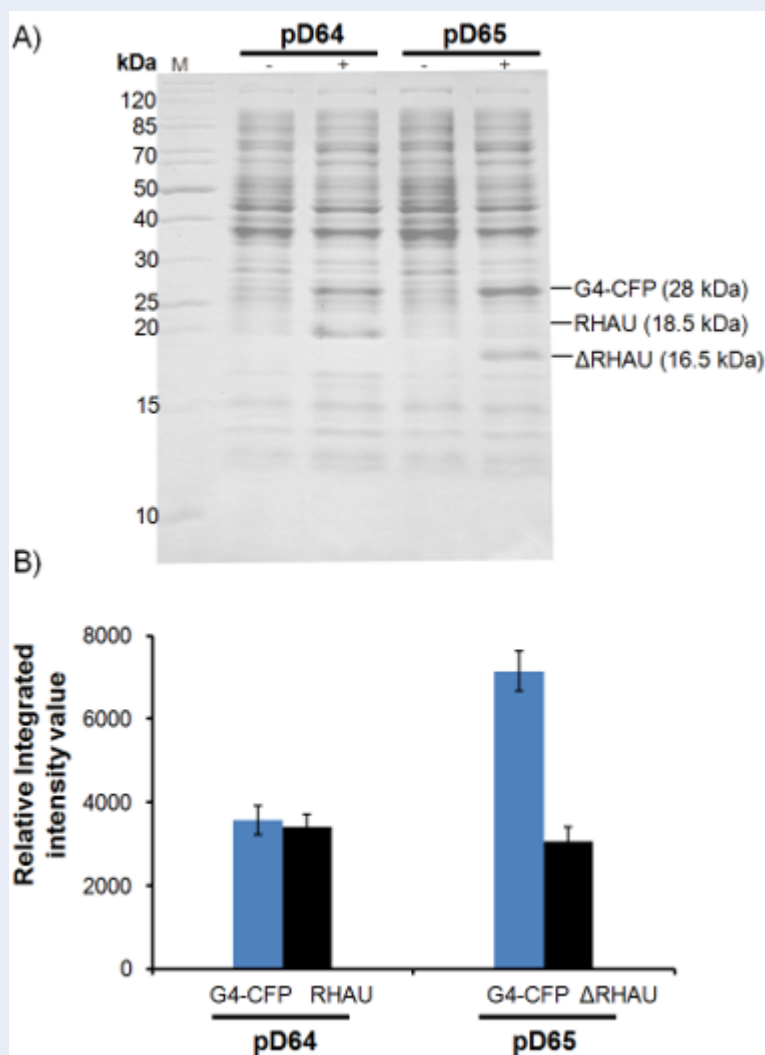 A)
pD64 pD65
kDa M - + - +
120
85
70
50
40
30
25
20
15
10
G4-CFP (28 kDa)
RHAU (18.5 kDa)
ΔRHAU (16.5 kDa)
B)
Relative Integrated
intensity value
8000
6000
4000
2000
0
G4-CFP RHAU G4-CFP ΔRHAU
pD64 pD65